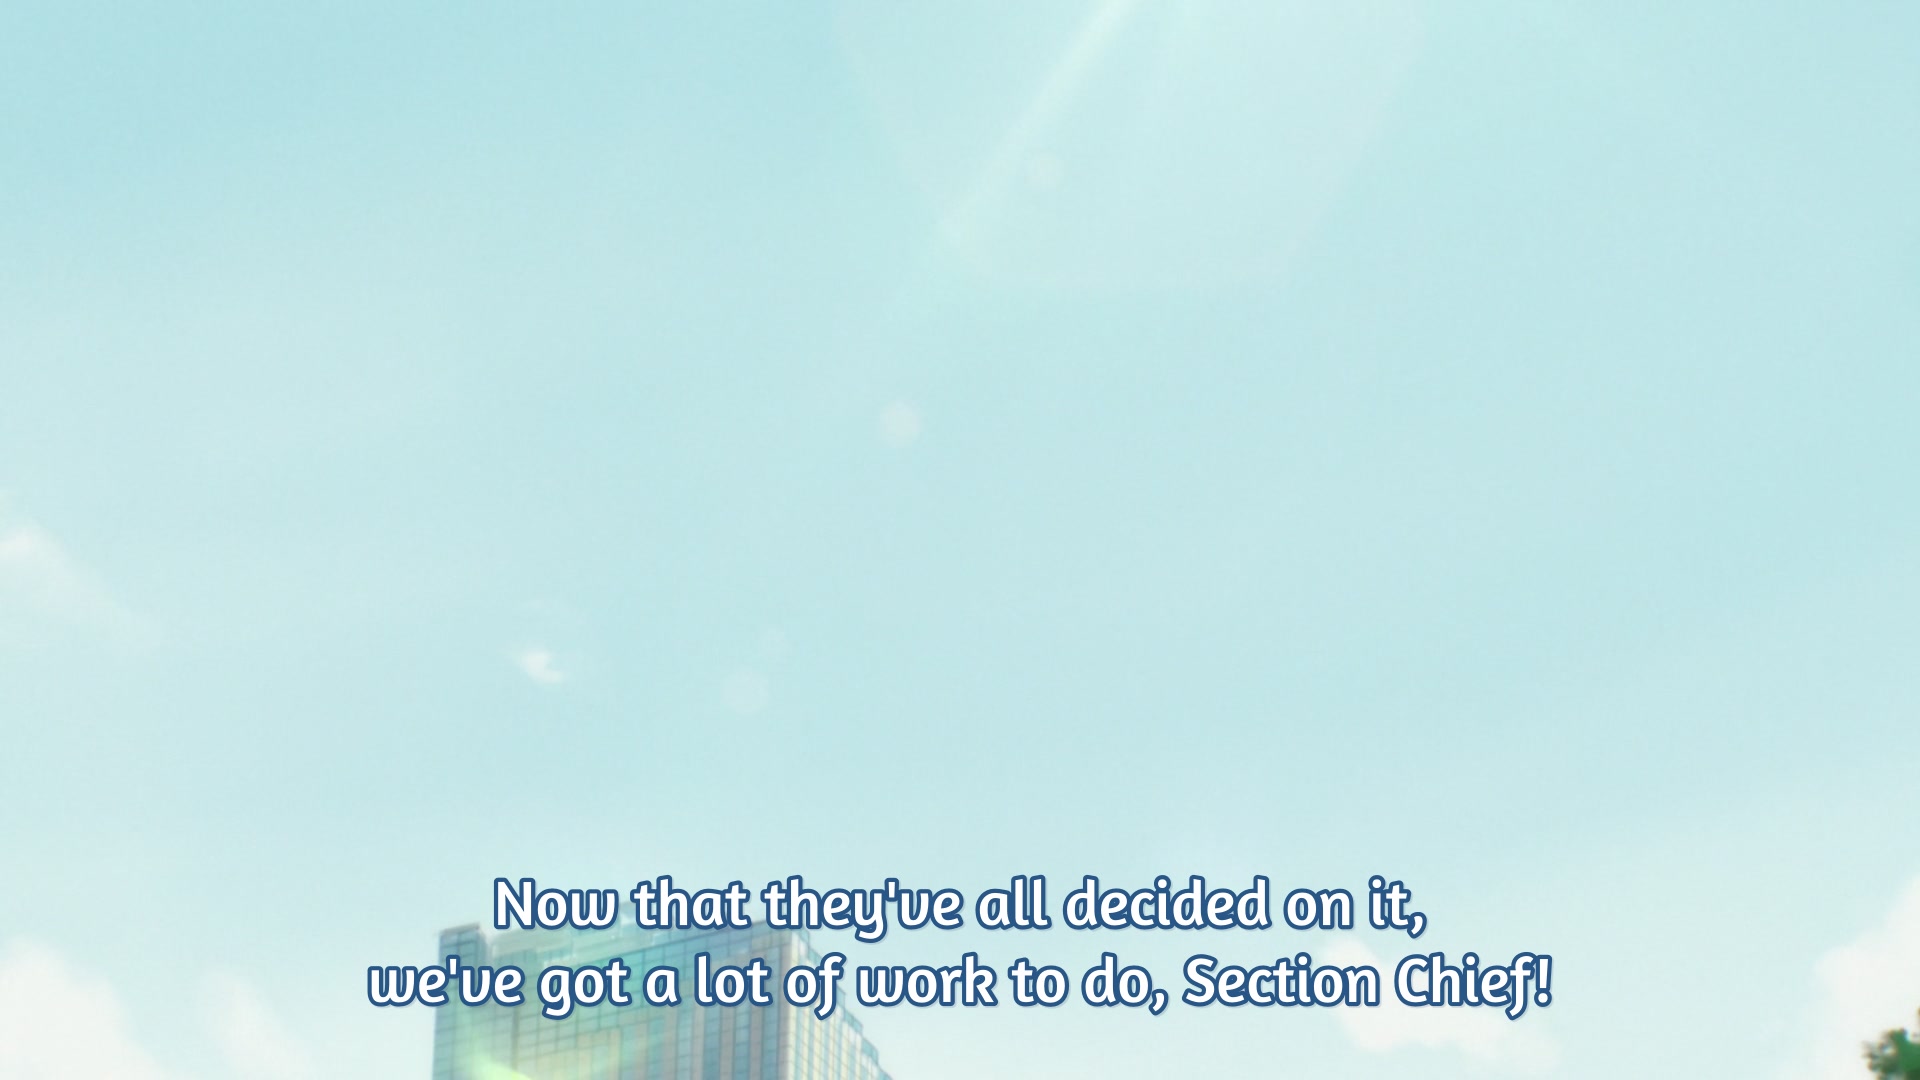 Now that they've all decided on it,
we've got a lot of work to do, Section Chief!